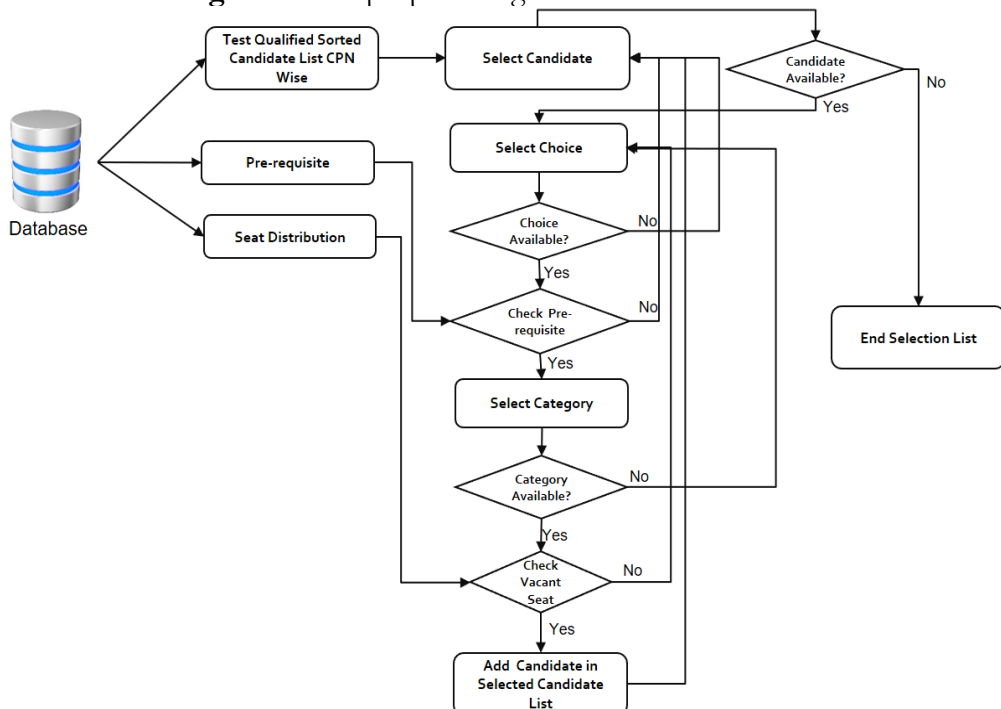 Test Qualified Sorted
Candidate List CPN
Wise
Select Candidate
Candidate
Available?
No
Yes
Select Choice
Pre-requisite
Database
Seat Distribution
Choice
Available?
No
Yes
Check Pre-
requisite
No
Yes
End Selection List
Select Category
Category
Available?
No
Yes
Check
Vacant
Seat
No
Yes
Add Candidate in
Selected Candidate
List